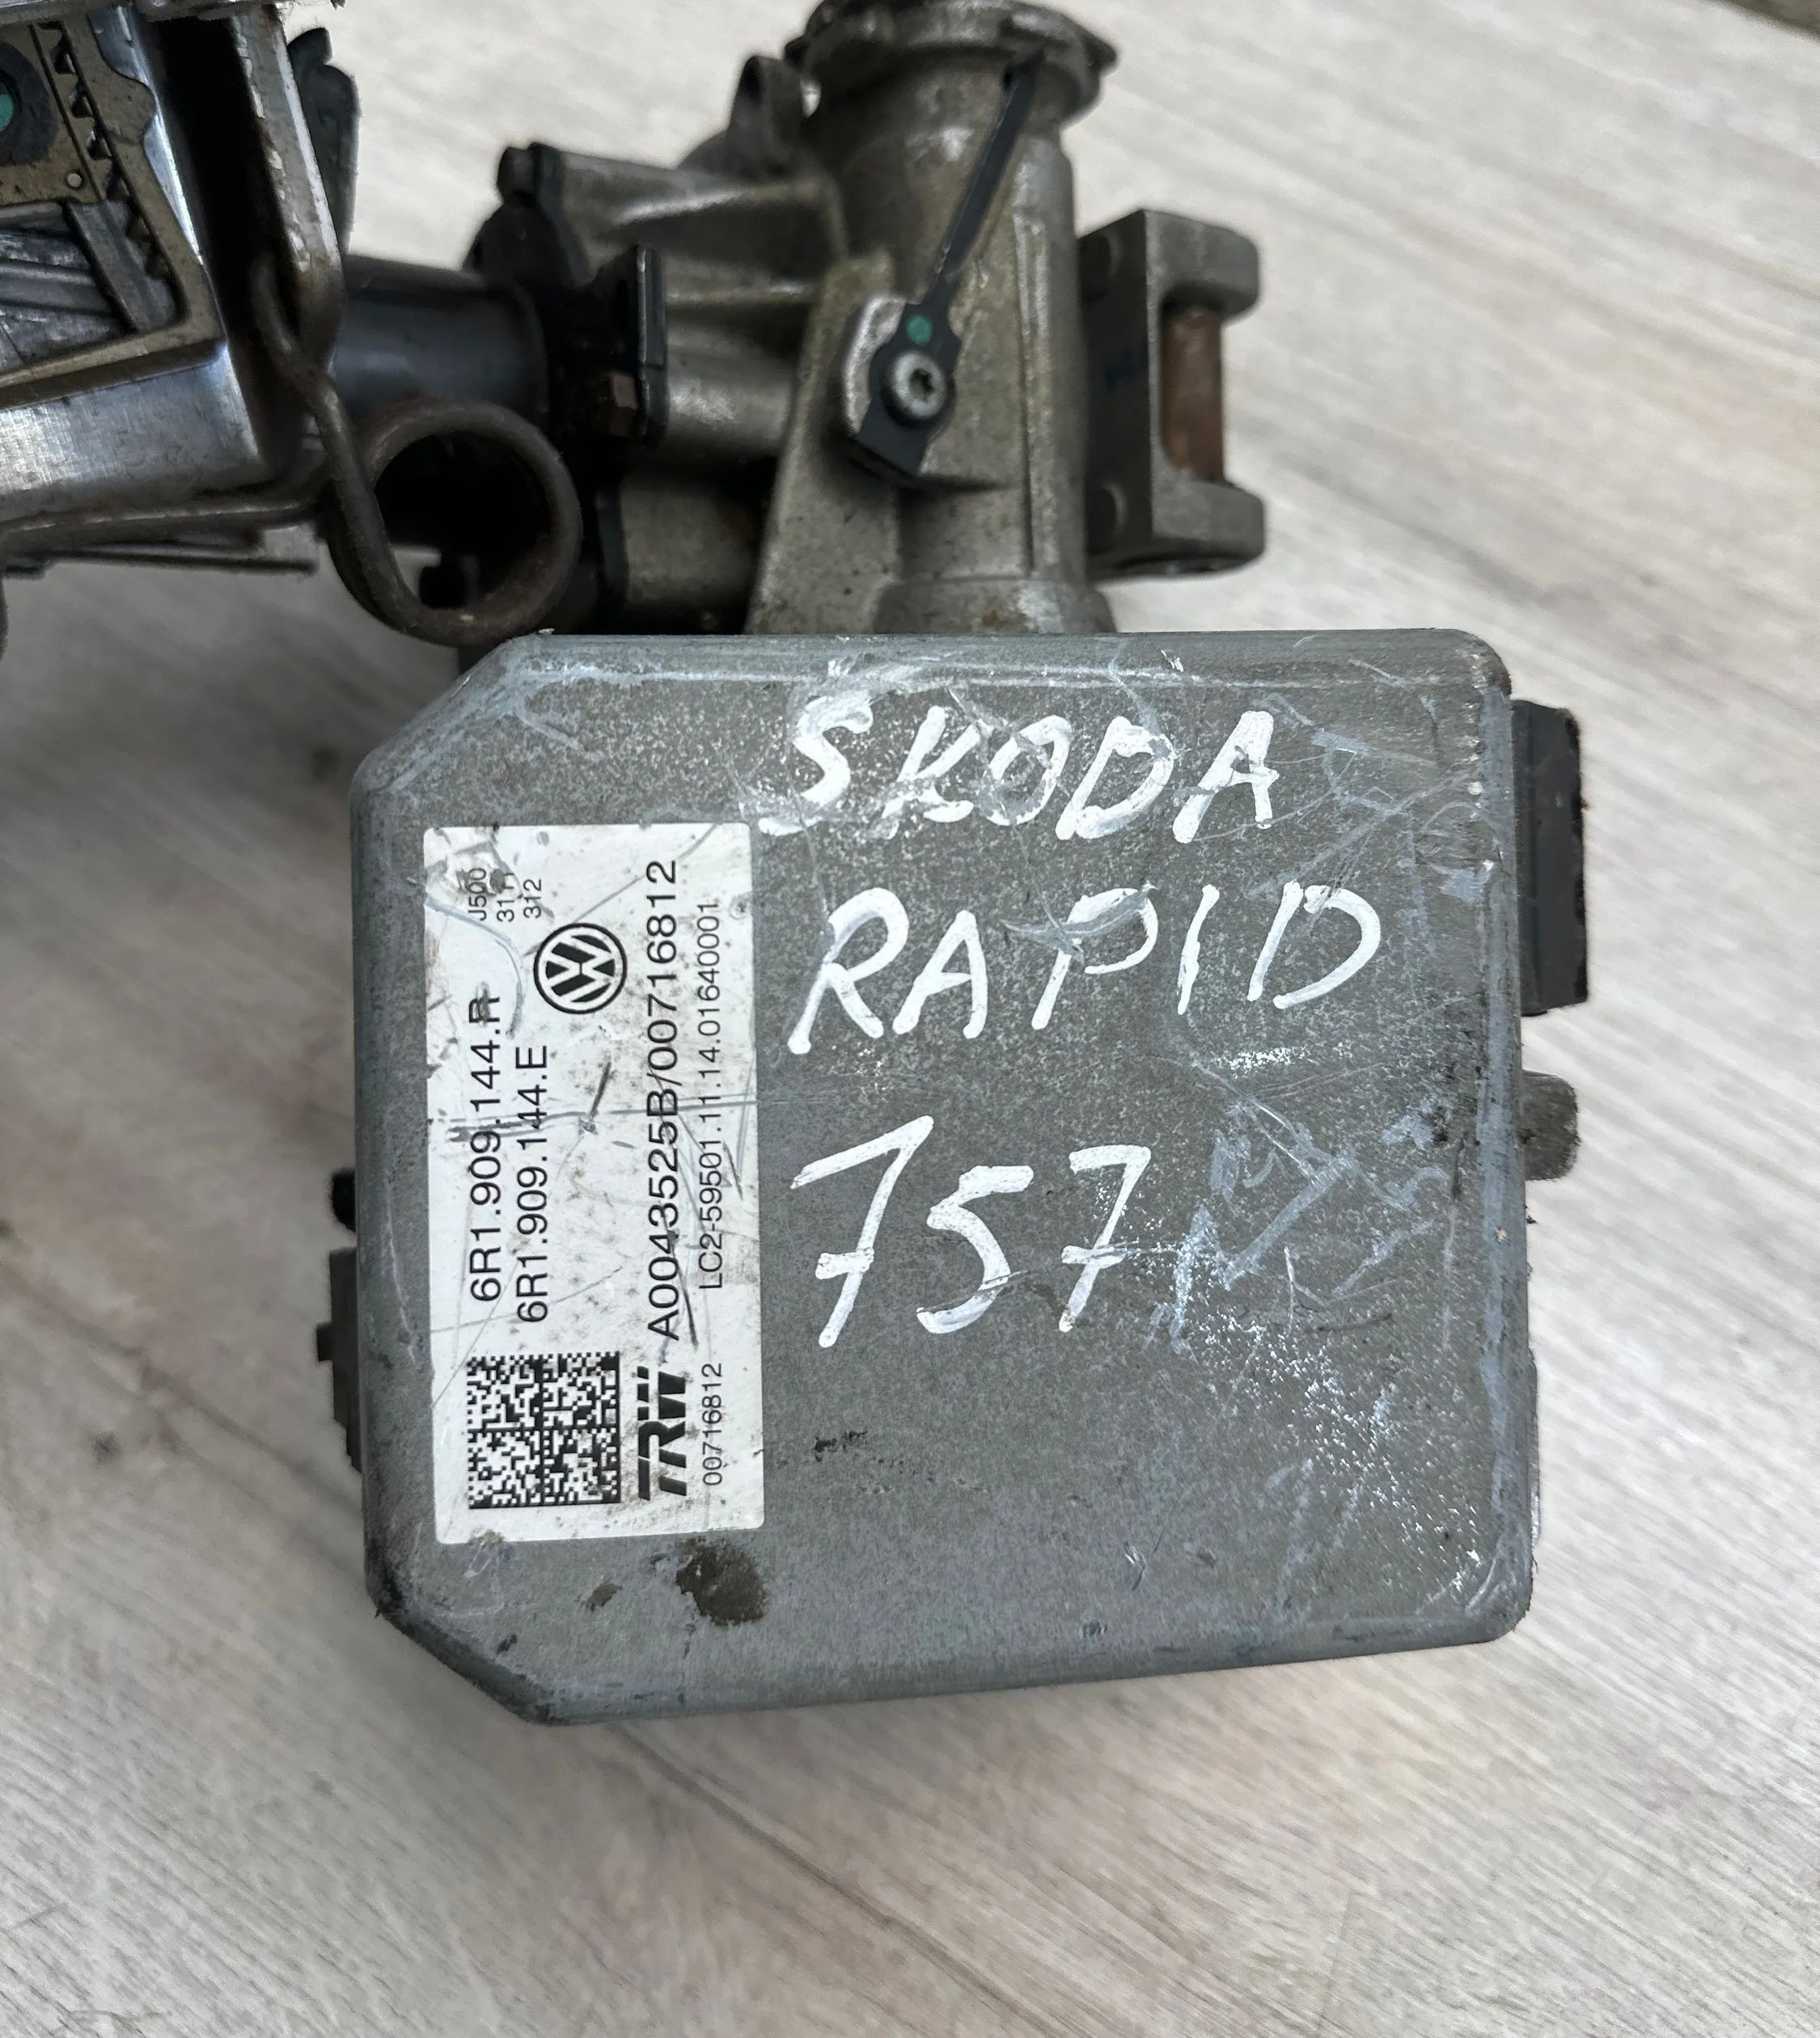 SKODA
RAPID
757
6R1.909.144.R
J500
6R1.909.144.E
312
A0043525B/00716812
LC2-59501.11.14.01640001
TRW
00716812